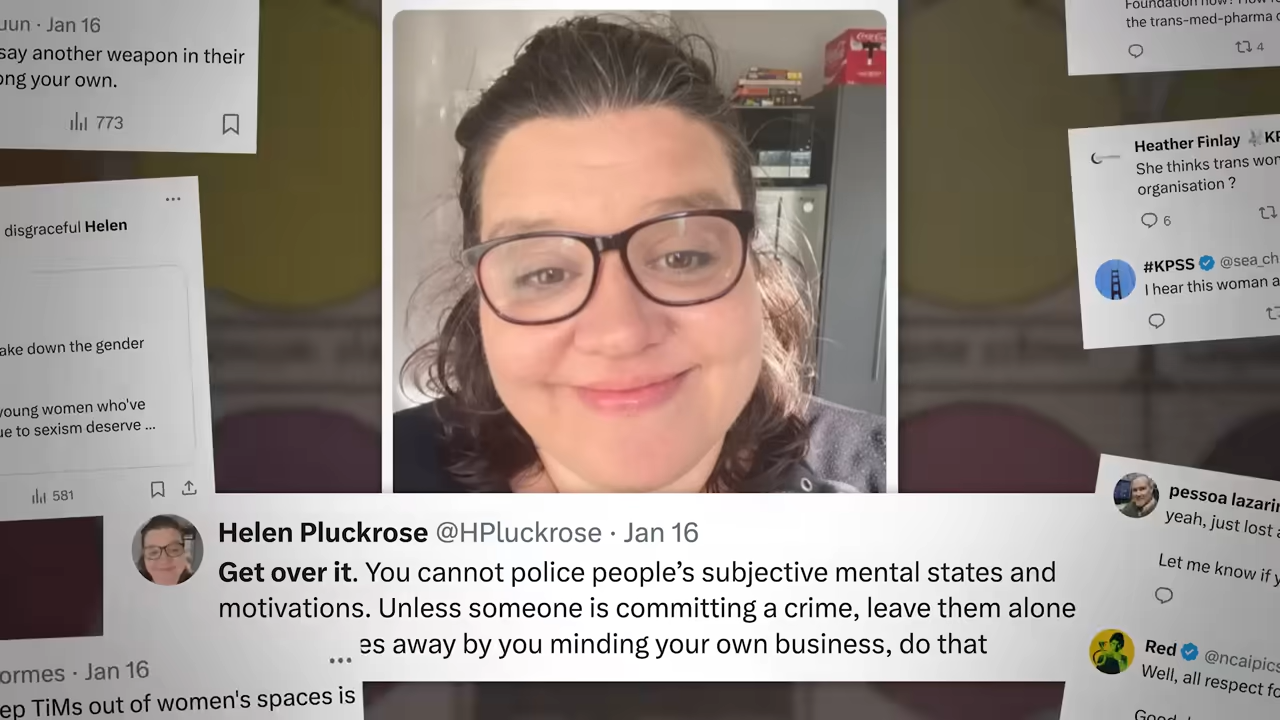 uun · Jan 16
say another weapon in their
ong your own.
773
disgraceful Helen
ake down the gender
young women who've
ue to sexism deserve ...
581
Helen Pluckrose @HPluckrose · Jan 16
Get over it. You cannot police people’s subjective mental states and
motivations. Unless someone is committing a crime, leave them alone
es away by you minding your own business, do that
ormes · Jan 16
ep TiMs out of women's spaces is
the trans-med-pharma
4
Heather Finlay
She thinks trans wom
organisation ?
6
#KPSS @sea_ch
I hear this woman a
pessoa lazarin
yeah, just lost
Let me know if y
Red @ncaipics
Well, all respect fo